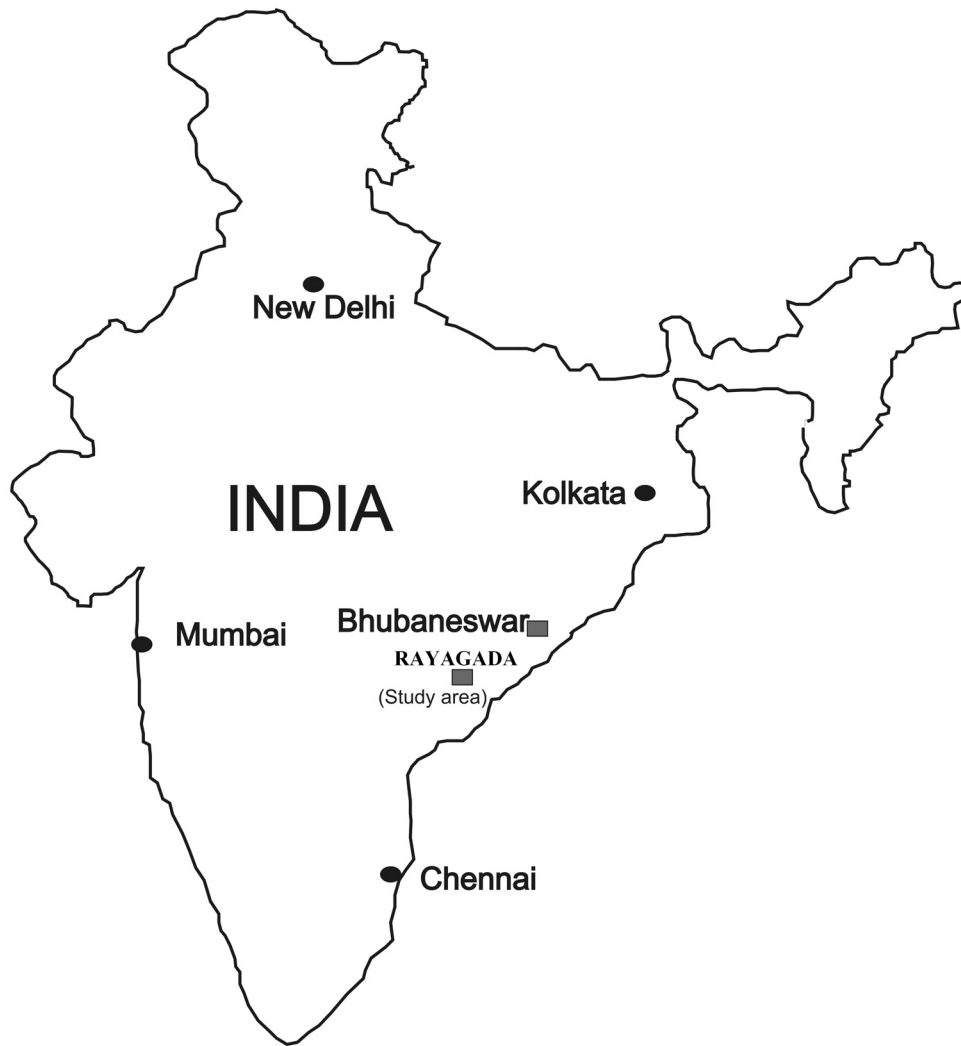 New Delhi
Kolkata
INDIA
Bhubaneswar
Mumbai
RAYAGADA
(Study area)
Chennai